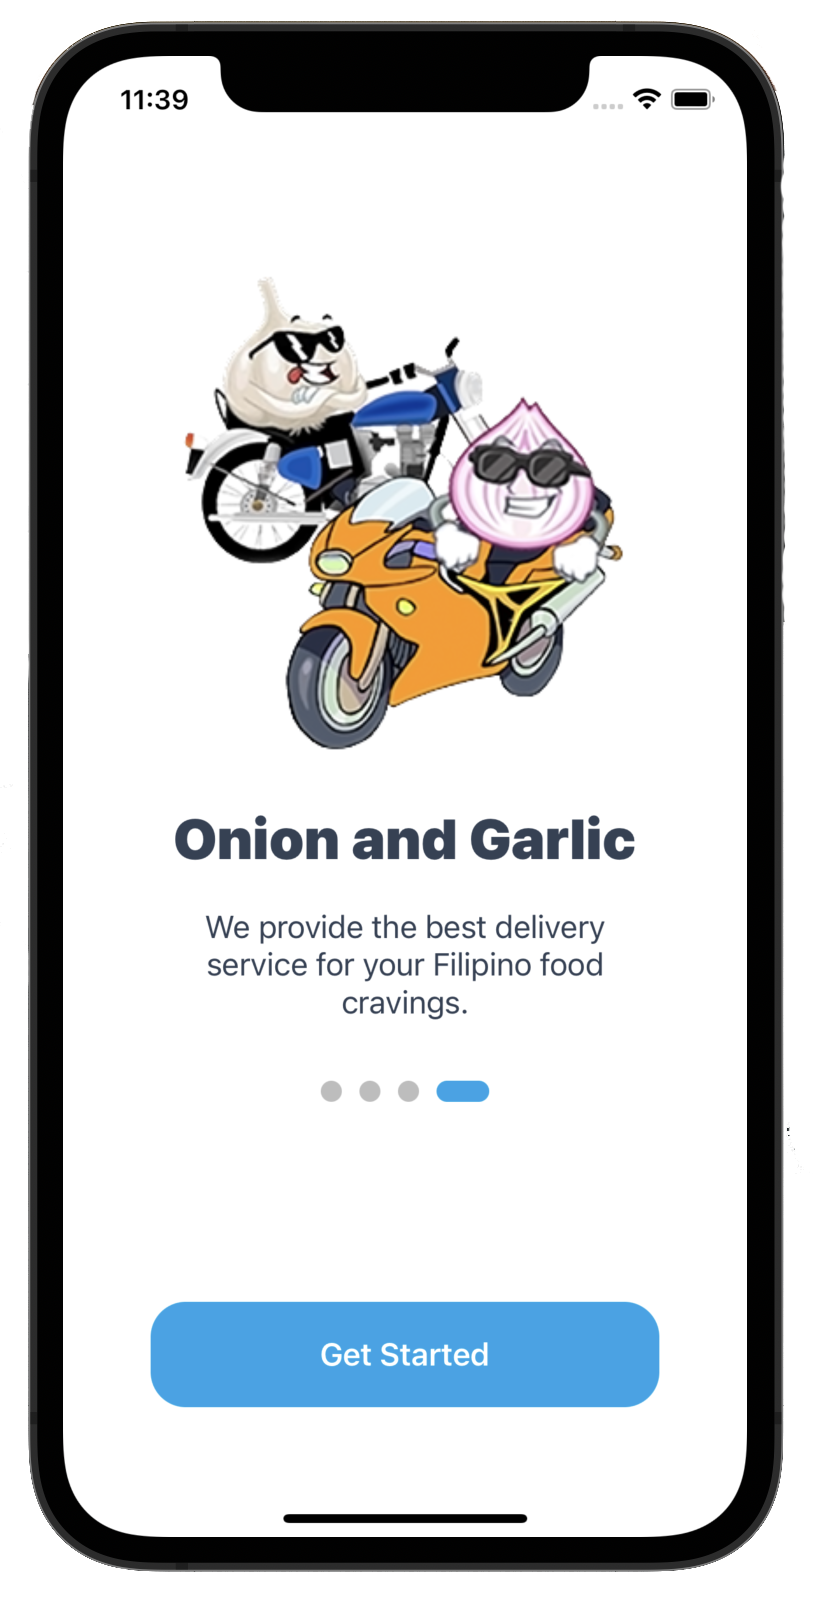 11:39
Onion and Garlic
We provide the best delivery
service for your Filipino food
cravings.
Get Started